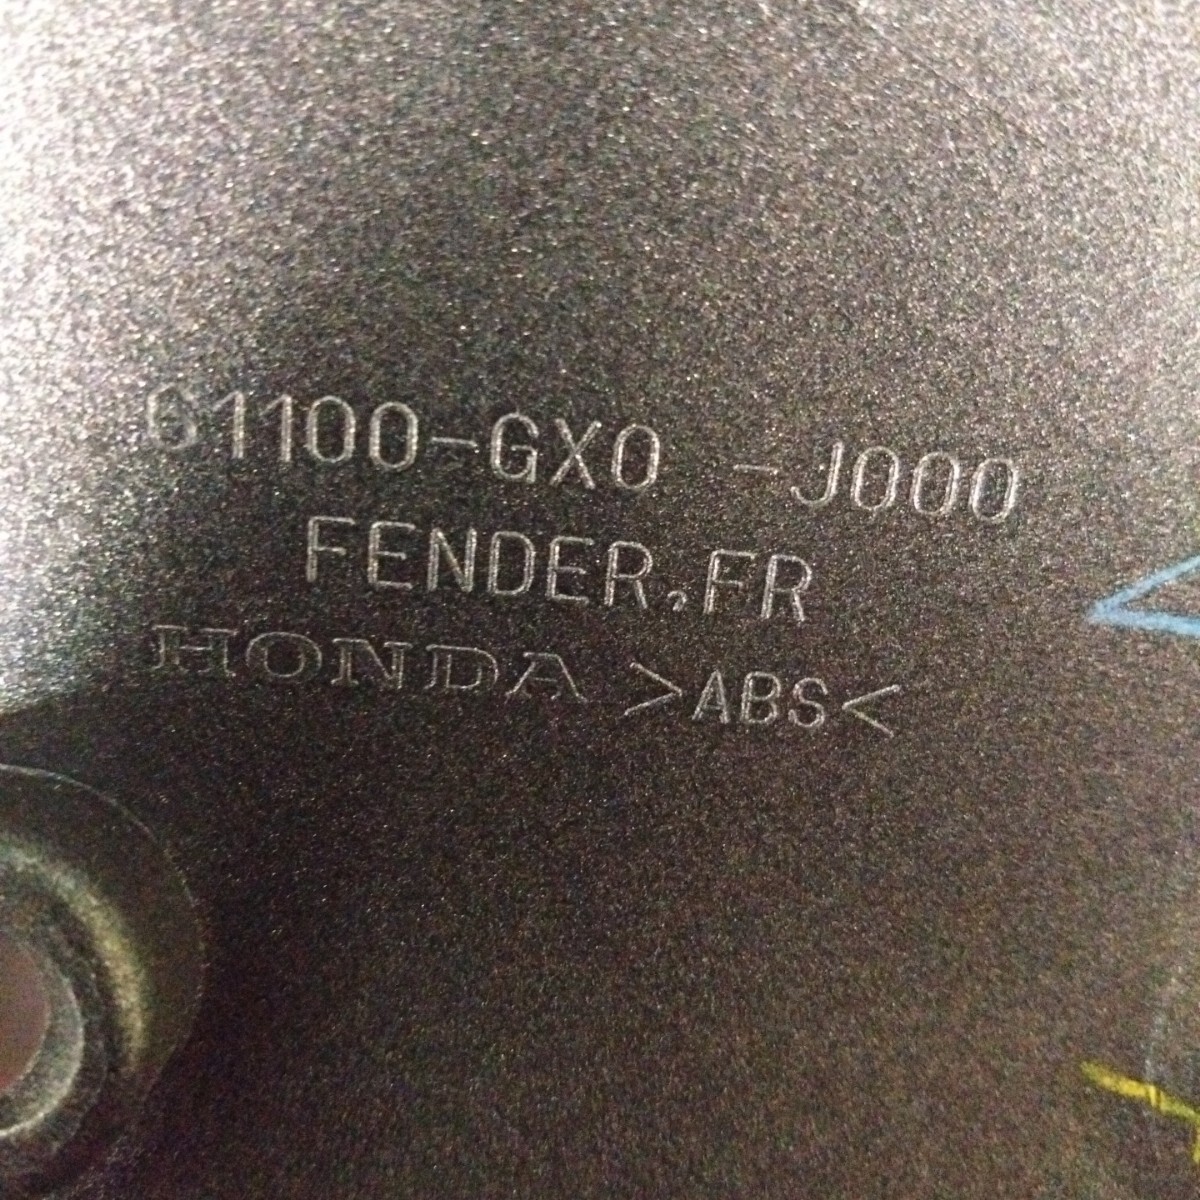 61100-GX0 -J000
FENDER,FR
HONDA >ABS<